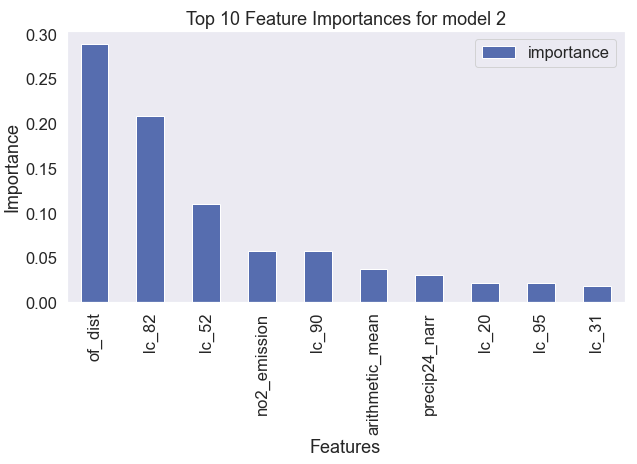 Top 10 Feature Importances for model 2
importance
Importance
0.30
0.25
0.20
0.15
0.10
0.05
0.00
of_dist
lc_82
lc_52
no2_emission
lc_90
arithmetic_mean
precip24_narr
lc_20
lc_95
lc_31
Features